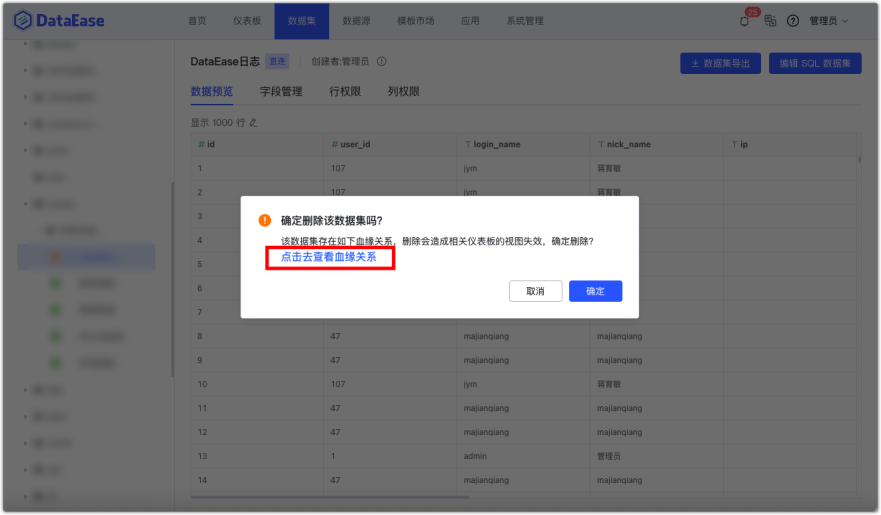 DataEase 首页 仪表板 数据集 数据源 模板市场 应用 系统管理 25 管理员
DataEase日志 直连 创建者:管理员 数据集导出 编辑 SQL 数据集
数据预览 字段管理 行权限 列权限
显示 1000 行
# id # user_id T login_name T nick_name T ip
1 107 jym 蒋育敏
2 107 jym 蒋育敏
3
确定删除该数据集吗?
4
该数据集存在如下血缘关系，删除会造成相关仪表板的视图失效，确定删除?
点击去查看血缘关系
5
6
取消 确定
7
8 47 majianqiang majianqiang
9 47 majianqiang majianqiang
10 107 jym 蒋育敏
11 47 majianqiang majianqiang
12 47 majianqiang majianqiang
13 1 admin 管理员
14 47 majianqiang majianqiang